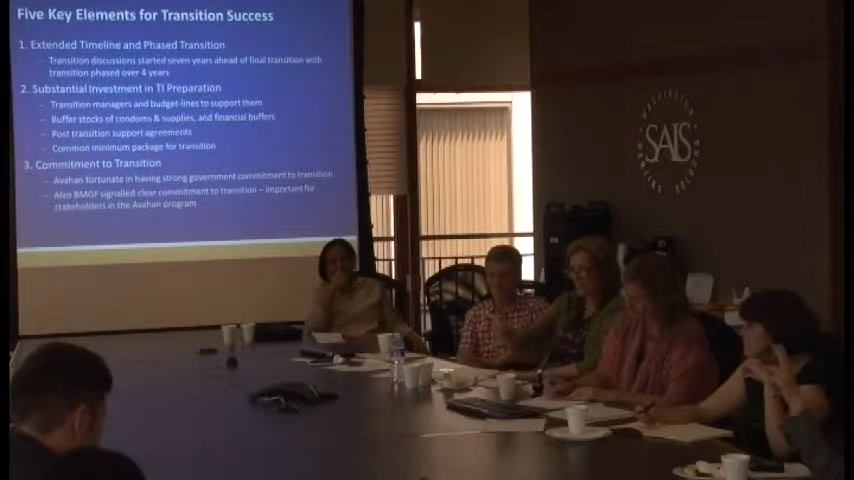 Five Key Elements for Transition Success
1. Extended Timeline and Phased Transition
– Transition discussions started seven years ahead of final transition with
transition phased over 4 years
2. Substantial Investment in TI Preparation
– Transition managers and budget-lines to support them
– Buffer stocks of condoms & supplies, and financial buffers
– Post transition support agreements
– Common minimum package for transition
3. Commitment to Transition
– Avahan fortunate in having strong government commitment to transition
– Also BMGF signalled clear commitment to transition – important for
stakeholders in the Avahan program
WASHINGTON
SAIS